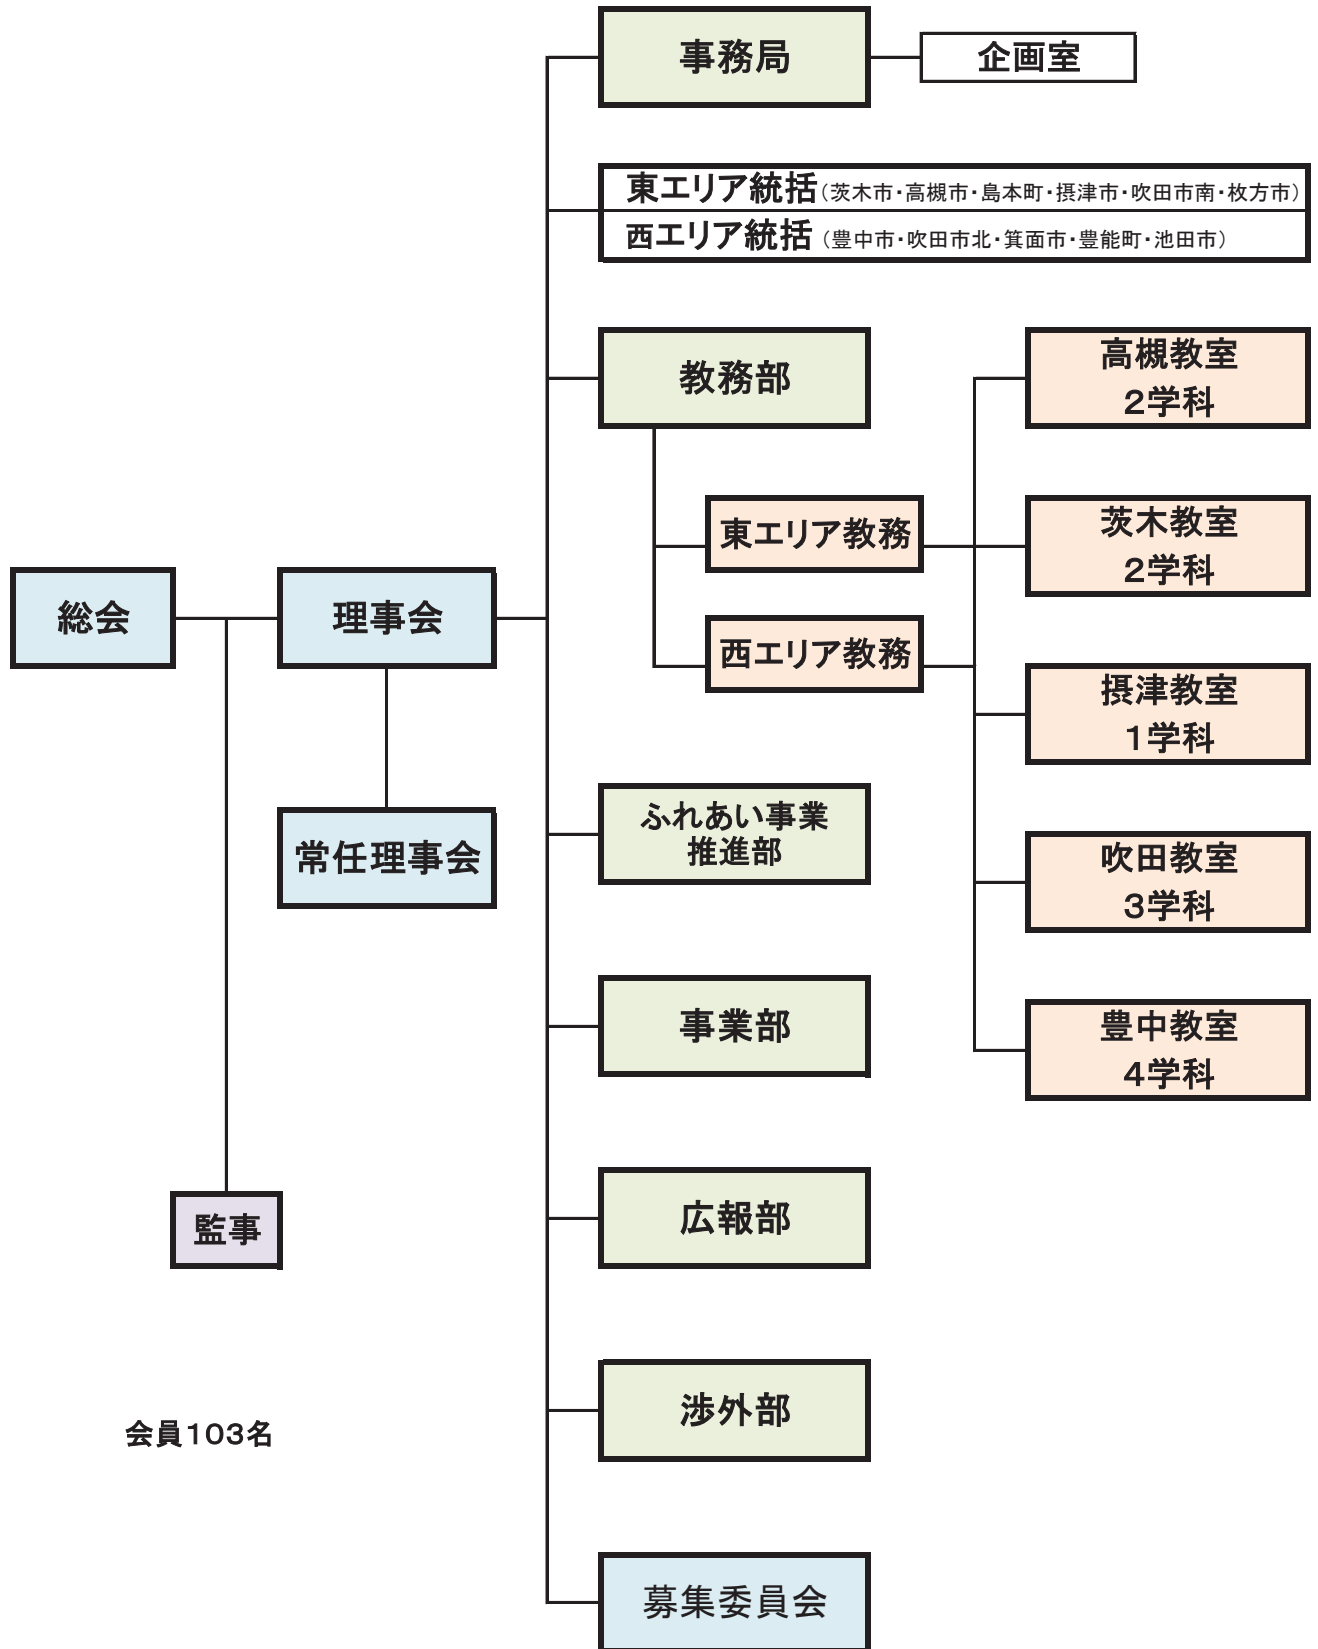 事務局
企画室
東エリア統括(茨木市・高槻市・島本町・摂津市・吹田市南・枚方市)
西エリア統括(豊中市・吹田市北・箕面市・豊能町・池田市)
教務部
高槻教室
2学科
東エリア教務
茨木教室
2学科
総会
理事会
西エリア教務
摂津教室
1学科
ふれあい事業
推進部
常任理事会
吹田教室
3学科
事業部
豊中教室
4学科
監事
広報部
会員103名
渉外部
募集委員会